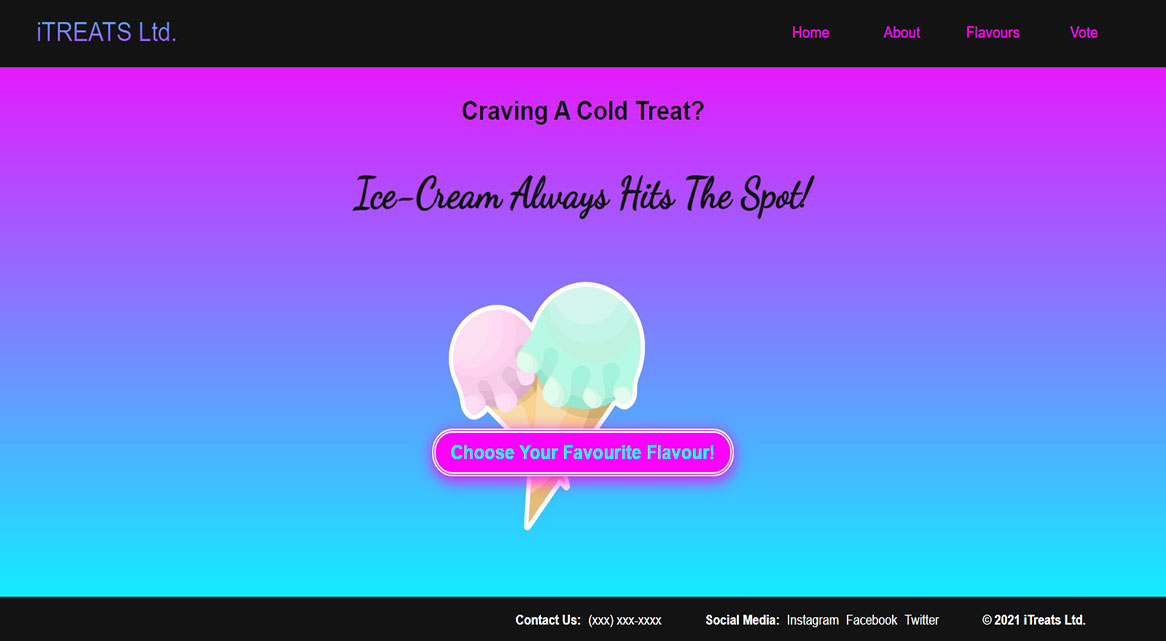 iTREATS Ltd.
Home About Flavours Vote
Craving A Cold Treat?
Ice-Cream Always Hits The Spot!
Choose Your Favourite Flavour!
Contact Us: (xxx) xxx-xxxx Social Media: Instagram Facebook Twitter © 2021 iTreats Ltd.